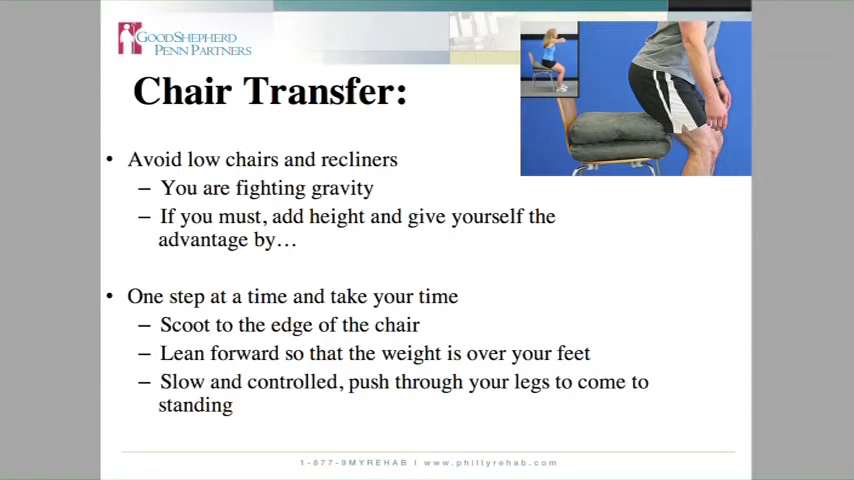 GOODSHEPHERD
PENN PARTNERS
Chair Transfer:
• Avoid low chairs and recliners
– You are fighting gravity
– If you must, add height and give yourself the
advantage by…
• One step at a time and take your time
– Scoot to the edge of the chair
– Lean forward so that the weight is over your feet
– Slow and controlled, push through your legs to come to
standing
1-877-9MYREHAB | www.phillyrehab.com